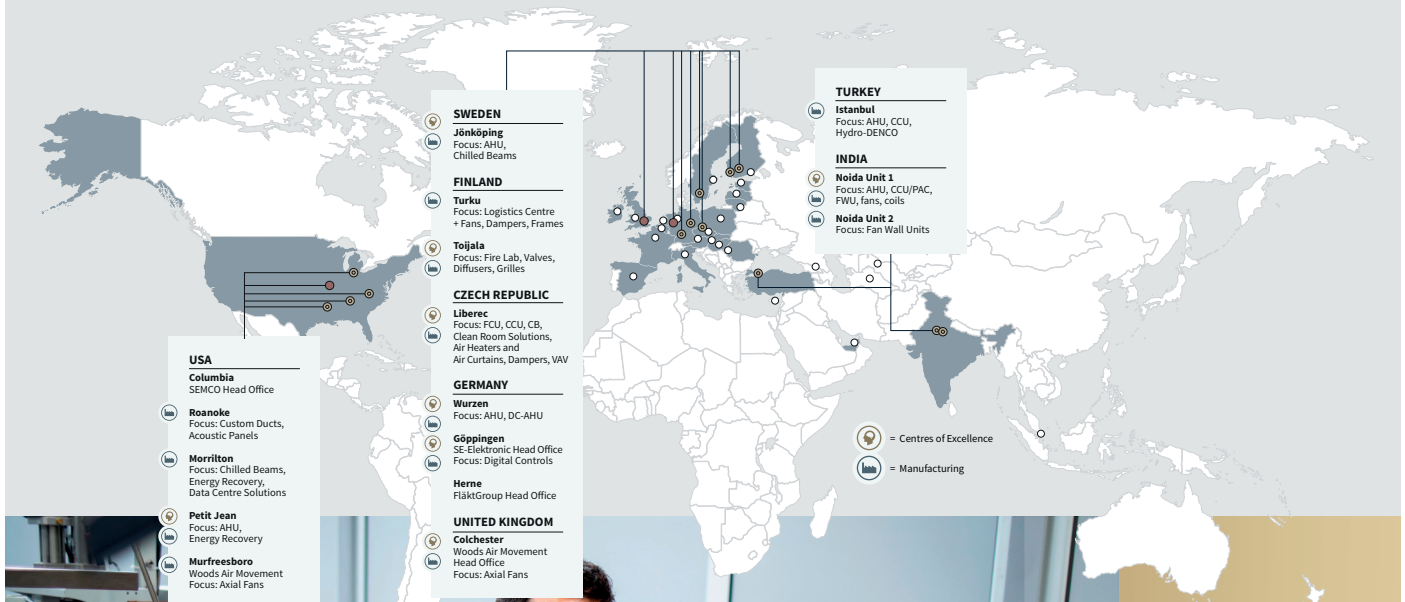 SWEDEN
Jönköping
Focus: AHU,
Chilled Beams
FINLAND
Turku
Focus: Logistics Centre
+ Fans, Dampers, Frames
Toijala
Focus: Fire Lab, Valves,
Diffusers, Grilles
CZECH REPUBLIC
Liberec
Focus: FCU, CCU, CB,
Clean Room Solutions,
Air Heaters and
Air Curtains, Dampers, VAV
GERMANY
Wurzen
Focus: AHU, DC-AHU
Göppingen
SE-Elektronic Head Office
Focus: Digital Controls
Herne
FläktGroup Head Office
UNITED KINGDOM
Colchester
Woods Air Movement
Head Office
Focus: Axial Fans
TURKEY
Istanbul
Focus: AHU, CCU,
Hydro-DENCO
INDIA
Noida Unit 1
Focus: AHU, CCU/PAC,
FWU, fans, coils
Noida Unit 2
Focus: Fan Wall Units
USA
Columbia
SEMCO Head Office
Roanoke
Focus: Custom Ducts,
Acoustic Panels
Morrilton
Focus: Chilled Beams,
Energy Recovery,
Data Centre Solutions
Petit Jean
Focus: AHU,
Energy Recovery
Murfreesboro
Woods Air Movement
Focus: Axial Fans
= Centres of Excellence
= Manufacturing